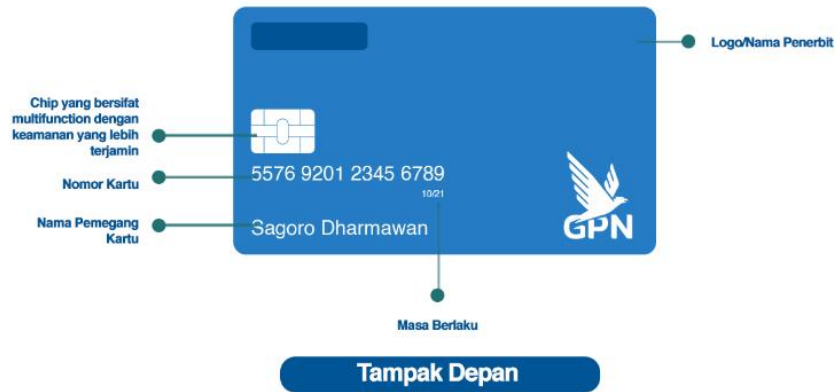 Logo/Nama Penerbit
Chip yang bersifat
multifunction dengan
keamanan yang lebih
terjamin
5576 9201 2345 6789
Nomor Kartu
10/21
GPN
Nama Pemegang
Kartu
Sagoro Dharmawan
Masa Berlaku
Tampak Depan